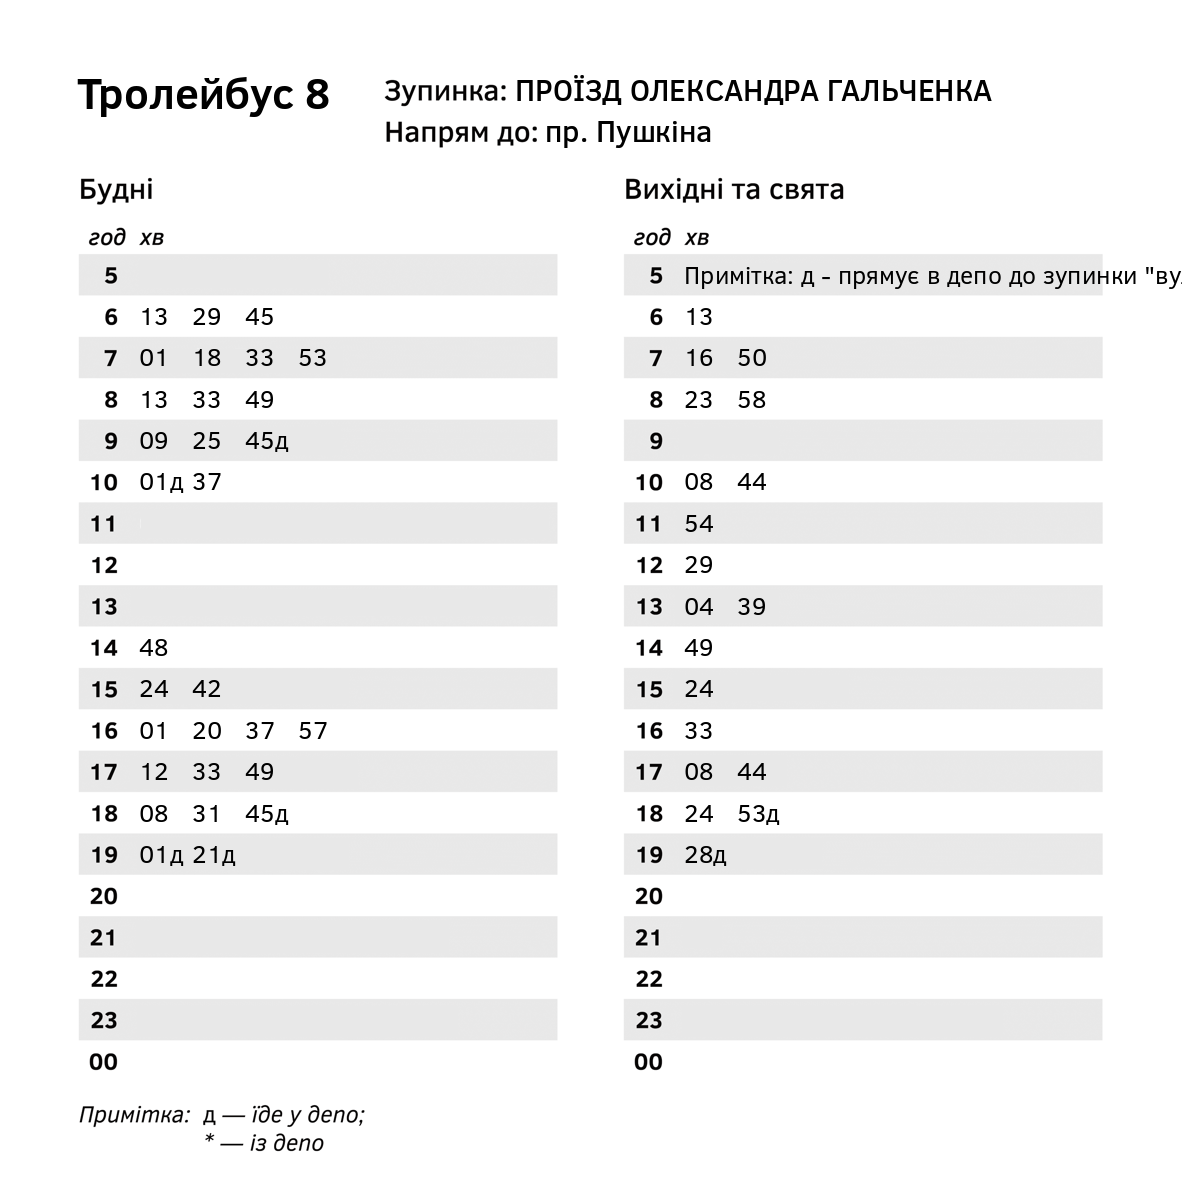 Тролейбус 8
Зупинка: ПРОЇЗД ОЛЕКСАНДРА ГАЛЬЧЕНКА
Напрям до: пр. Пушкіна
Будні
год хв
5
6 13 29 45
7 01 18 33 53
8 13 33 49
9 09 25 45д
10 01д 37
11
12
13
14 48
15 24 42
16 01 20 37 57
17 12 33 49
18 08 31 45д
19 01д 21д
20
21
22
23
00
Вихідні та свята
год хв
5 Примітка: д - прямує в депо до зупинки
6 13
7 16 50
8 23 58
9
10 08 44
11 54
12 29
13 04 39
14 49
15 24
16 33
17 08 44
18 24 53д
19 28д
20
21
22
23
00
Примітка: д — їде у депо;
* — із депо